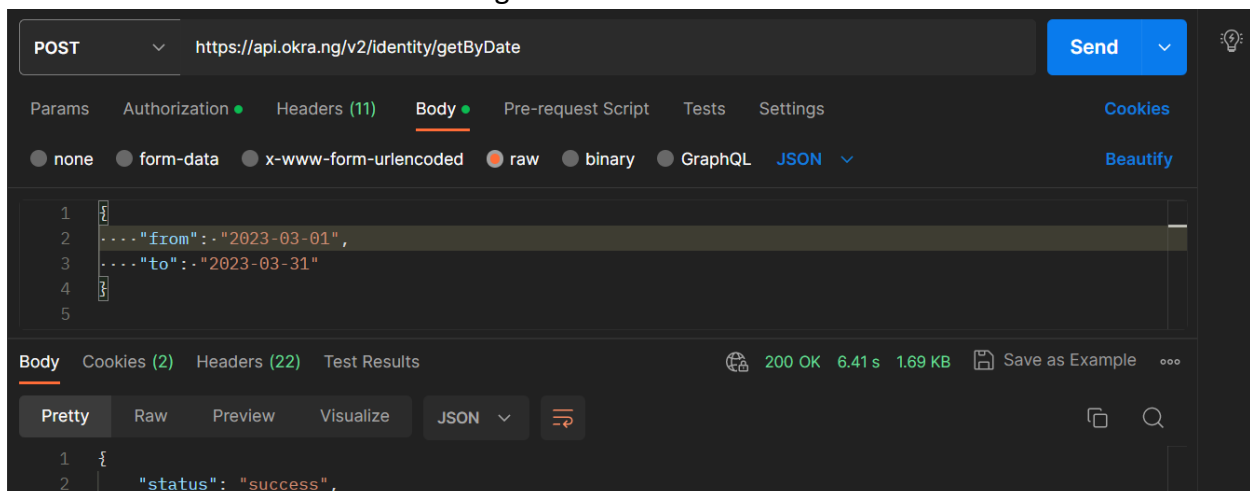 POST https://api.okra.ng/v2/identity/getByDate Send
Params Authorization Headers (11) Body Pre-request Script Tests Settings Cookies
none form-data x-www-form-urlencoded raw binary GraphQL JSON Beautify
1 {
2 ····"from":·"2023-03-01",
3 ····"to":·"2023-03-31"
4 }
5
Body Cookies (2) Headers (22) Test Results 200 OK 6.41 s 1.69 KB Save as Example
Pretty Raw Preview Visualize JSON
1 {
2 "status": "success",